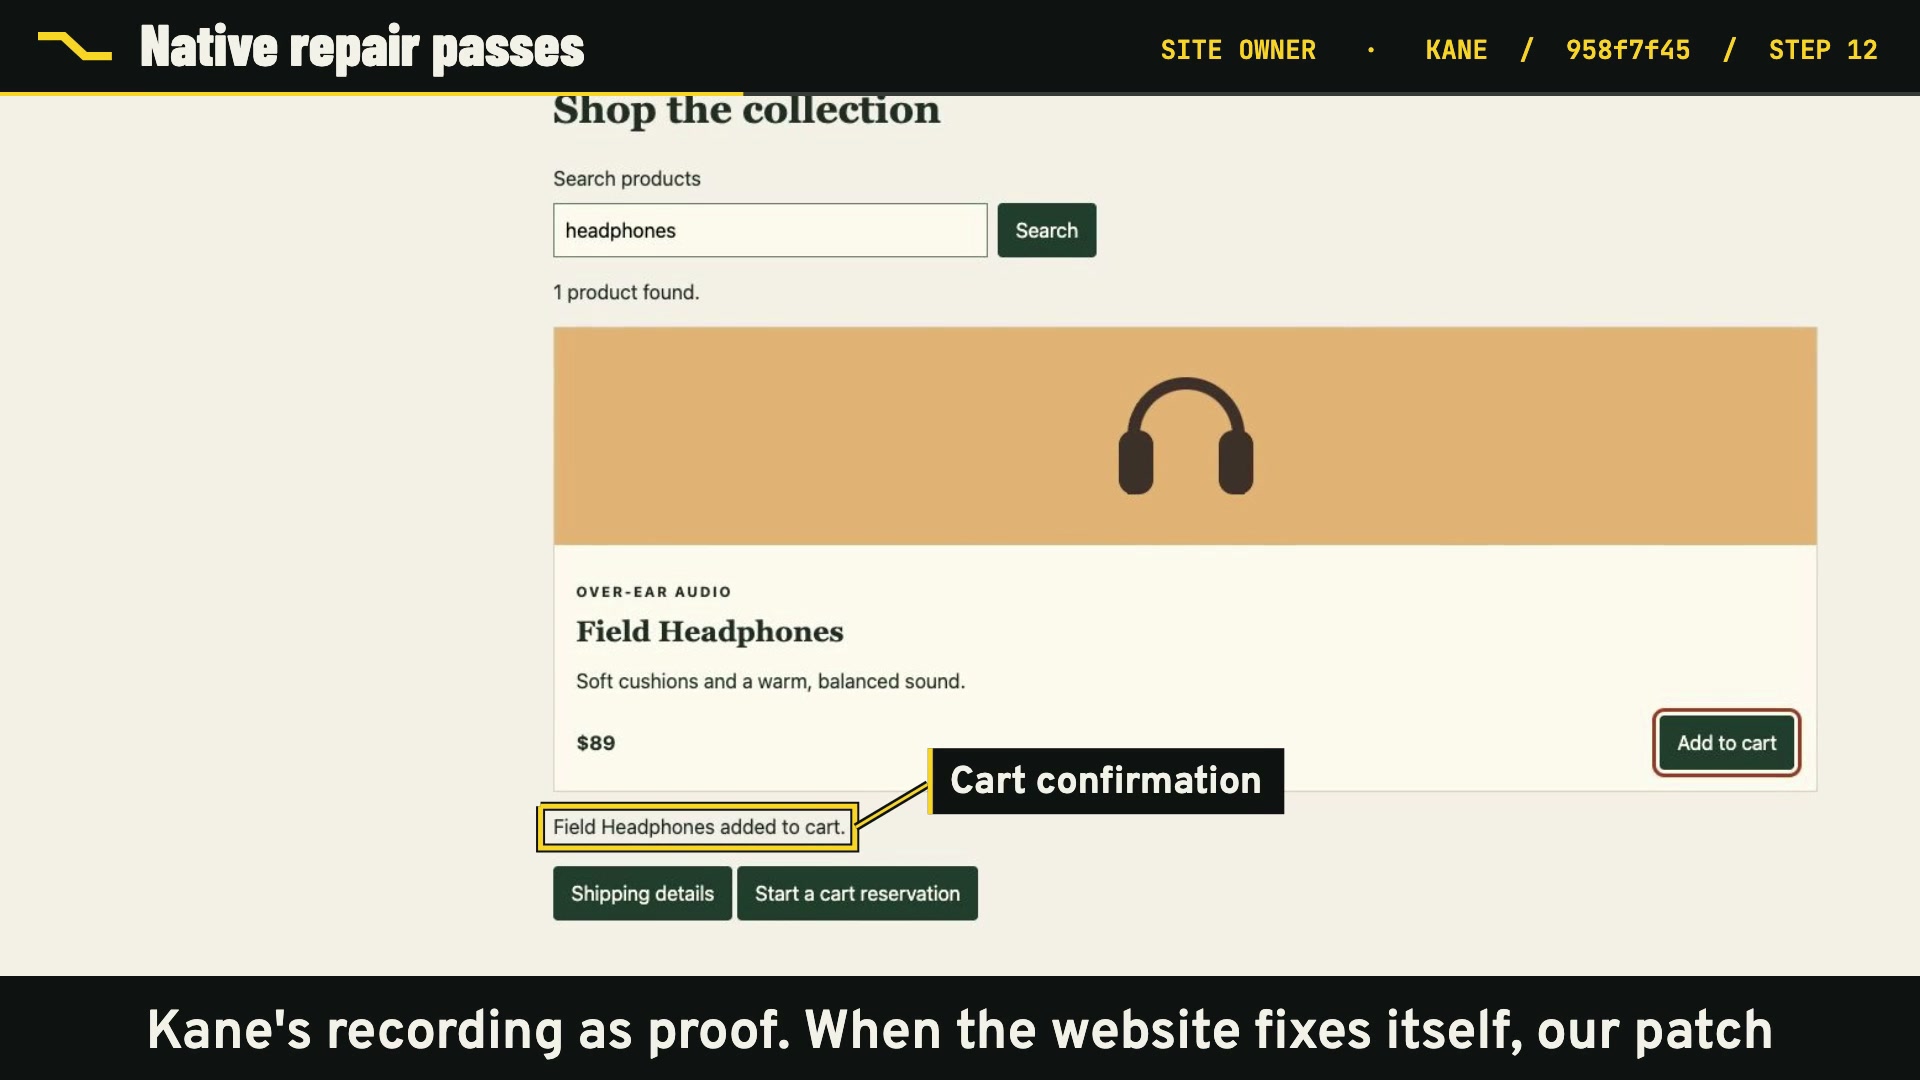 Native repair passes
SITE OWNER · KANE / 958f7f45 / STEP 12
Shop the collection
Search products
headphones
Search
1 product found.
OVER-EAR AUDIO
Field Headphones
Soft cushions and a warm, balanced sound.
$89
Add to cart
Cart confirmation
Field Headphones added to cart.
Shipping details
Start a cart reservation
Kane's recording as proof. When the website fixes itself, our patch